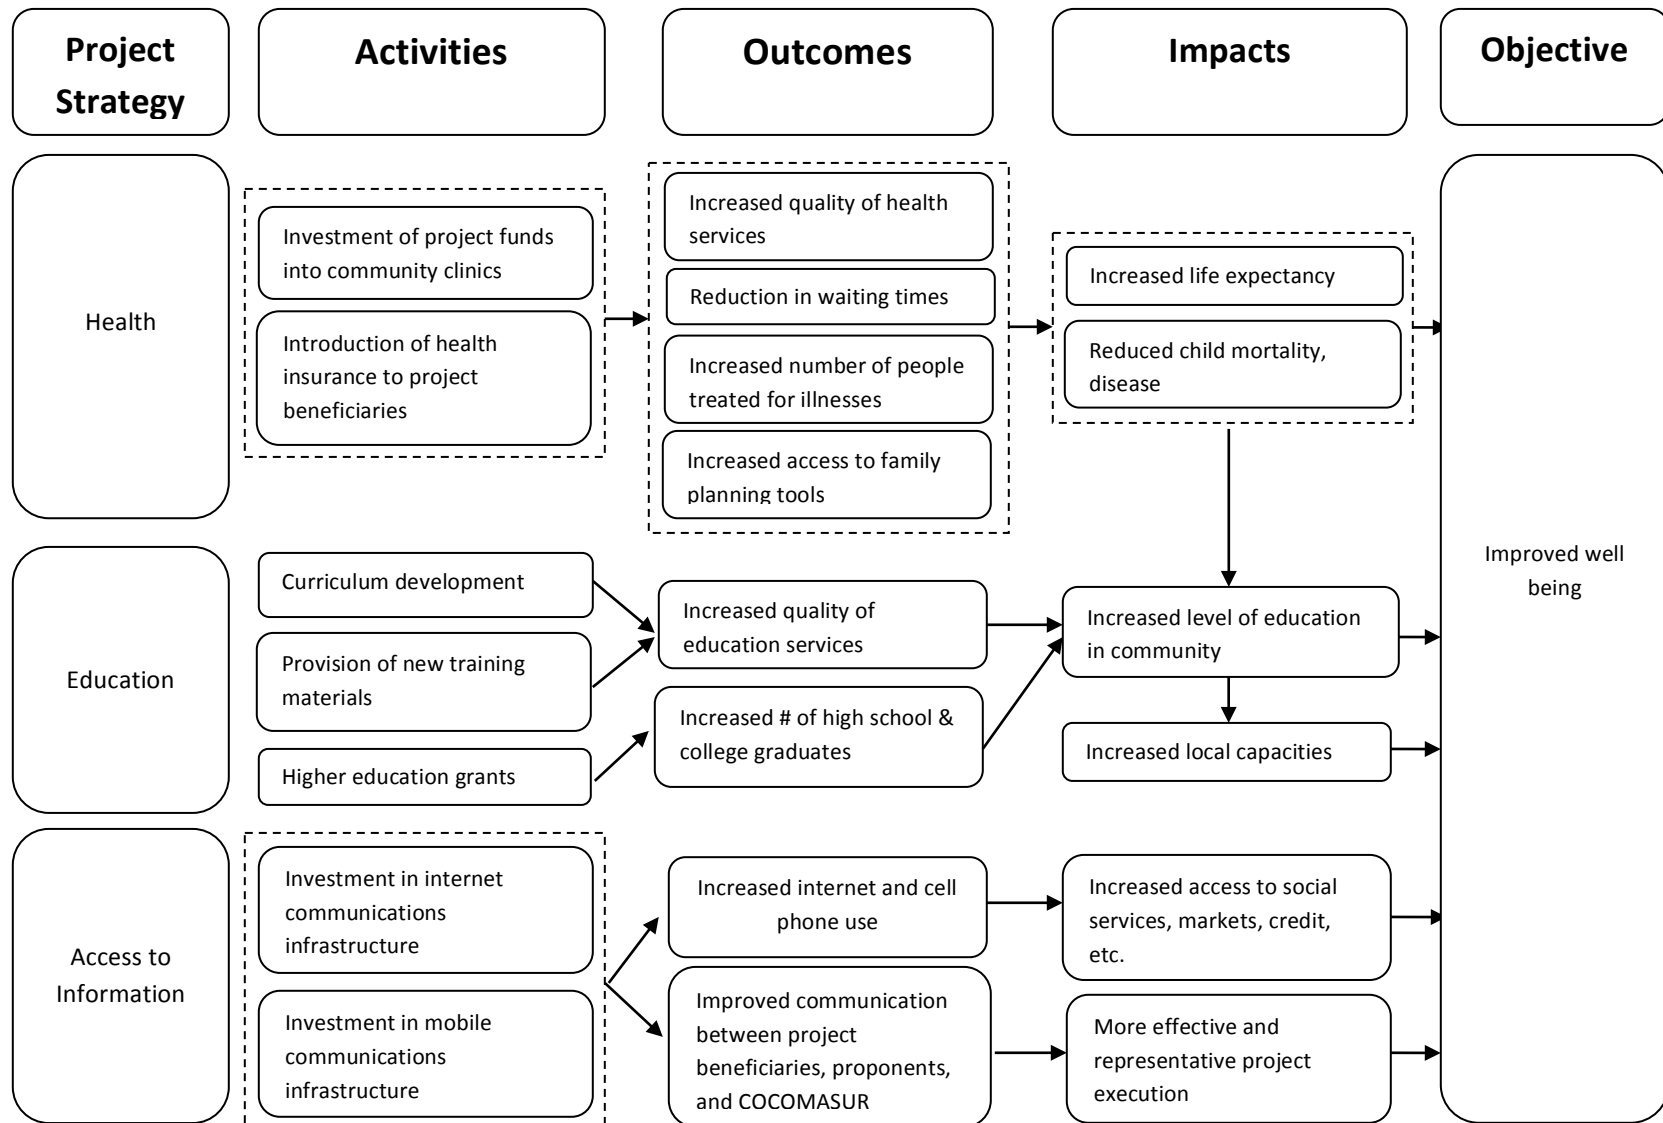 Project
Strategy
Activities
Outcomes
Impacts
Objective
Health
Investment of project funds
into community clinics
Introduction of health
insurance to project
beneficiaries
Increased quality of health
services
Reduction in waiting times
Increased number of people
treated for illnesses
Increased access to family
planning tools
Increased life expectancy
Reduced child mortality,
disease
Improved well
being
Education
Curriculum development
Provision of new training
materials
Higher education grants
Increased quality of
education services
Increased # of high school &
college graduates
Increased level of education
in community
Increased local capacities
Access to
Information
Investment in internet
communications
infrastructure
Investment in mobile
communications
infrastructure
Increased internet and cell
phone use
Improved communication
between project
beneficiaries, proponents,
and COCOMASUR
Increased access to social
services, markets, credit,
etc.
More effective and
representative project
execution